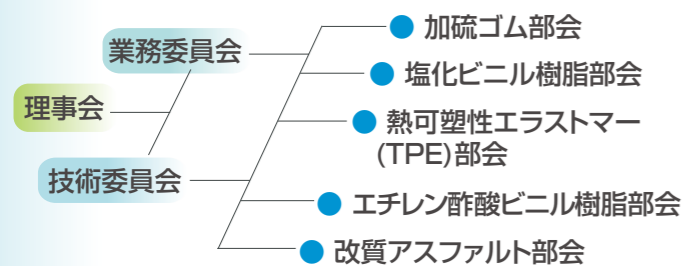 理事会
業務委員会
技術委員会
● 加硫ゴム部会
● 塩化ビニル樹脂部会
● 熱可塑性エラストマー
(TPE)部会
● エチレン酢酸ビニル樹脂部会
● 改質アスファルト部会